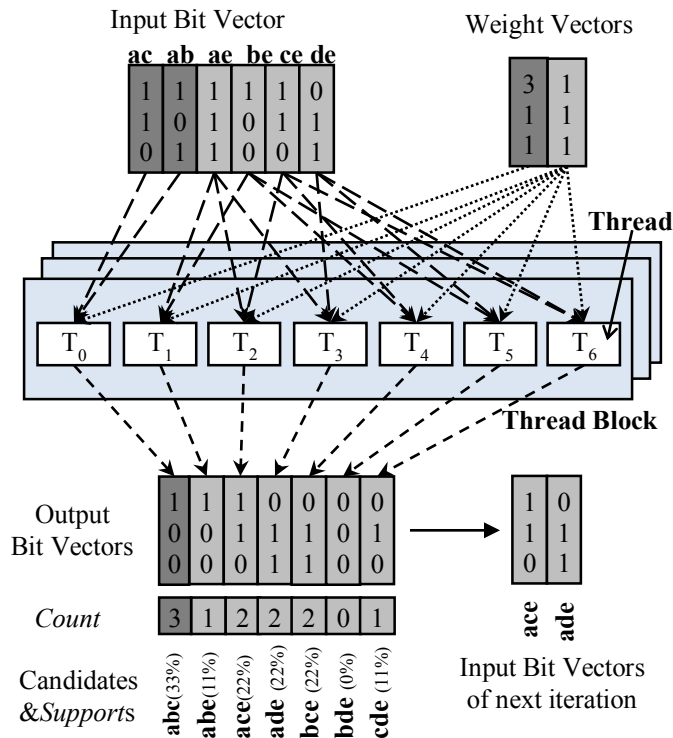 Input Bit Vector
Weight Vectors
ac ab ae be ce de
1 1 1 1 1 0
1 0 1 0 1 1
0 1 1 0 0 1
3 1
1 1
1 1
Thread
T0 T1 T2 T3 T4 T5 T6
Thread Block
Output
Bit Vectors
1 1 1 0 0 0 0
0 0 1 1 1 0 1
0 0 0 1 1 0 0
1 0
1 1
0 1
ace
ade
Count
3 1 2 2 2 0 1
Candidates
&Supports
abc(33%)
abe(11%)
ace(22%)
ade (22%)
bce (22%)
bde (0%)
cde (11%)
Input Bit Vectors
of next iteration